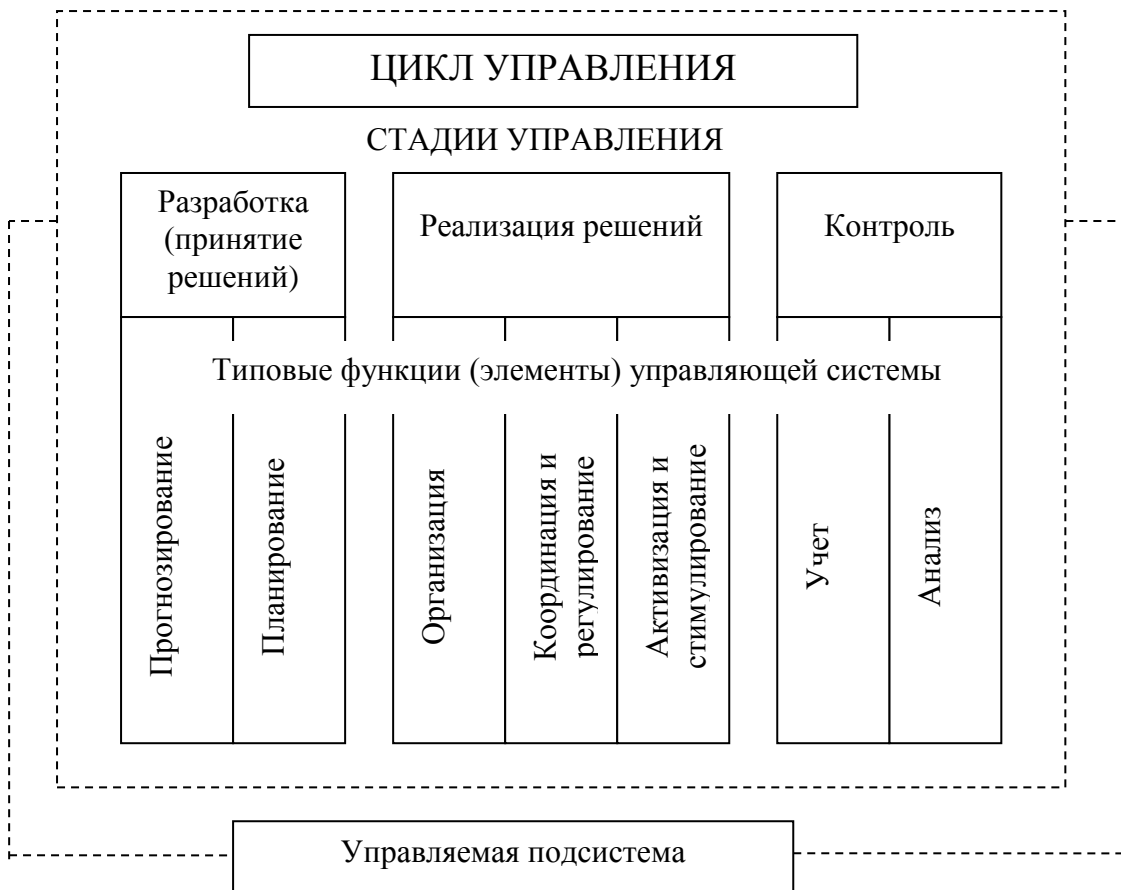 ЦИКЛ УПРАВЛЕНИЯ
СТАДИИ УПРАВЛЕНИЯ
Разработка
(принятие
решений)
Реализация решений
Контроль
Типовые функции (элементы) управляющей системы
Прогнозирование
Планирование
Организация
Координация и
регулирование
Активизация и
стимулирование
Учет
Анализ
Управляемая подсистема